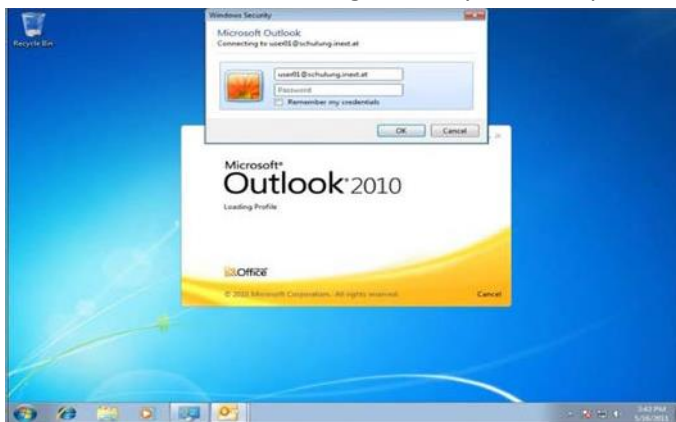 Windows Security
Recycle Bin
Microsoft Outlook
Connecting to user01@schulung.inext.at
user01@schulung.inext.at
Password
Remember my credentials
OK Cancel
Microsoft®
Outlook® 2010
Loading Profile
Office
© 2010 Microsoft Corporation. All rights reserved. Cancel
3:42 PM